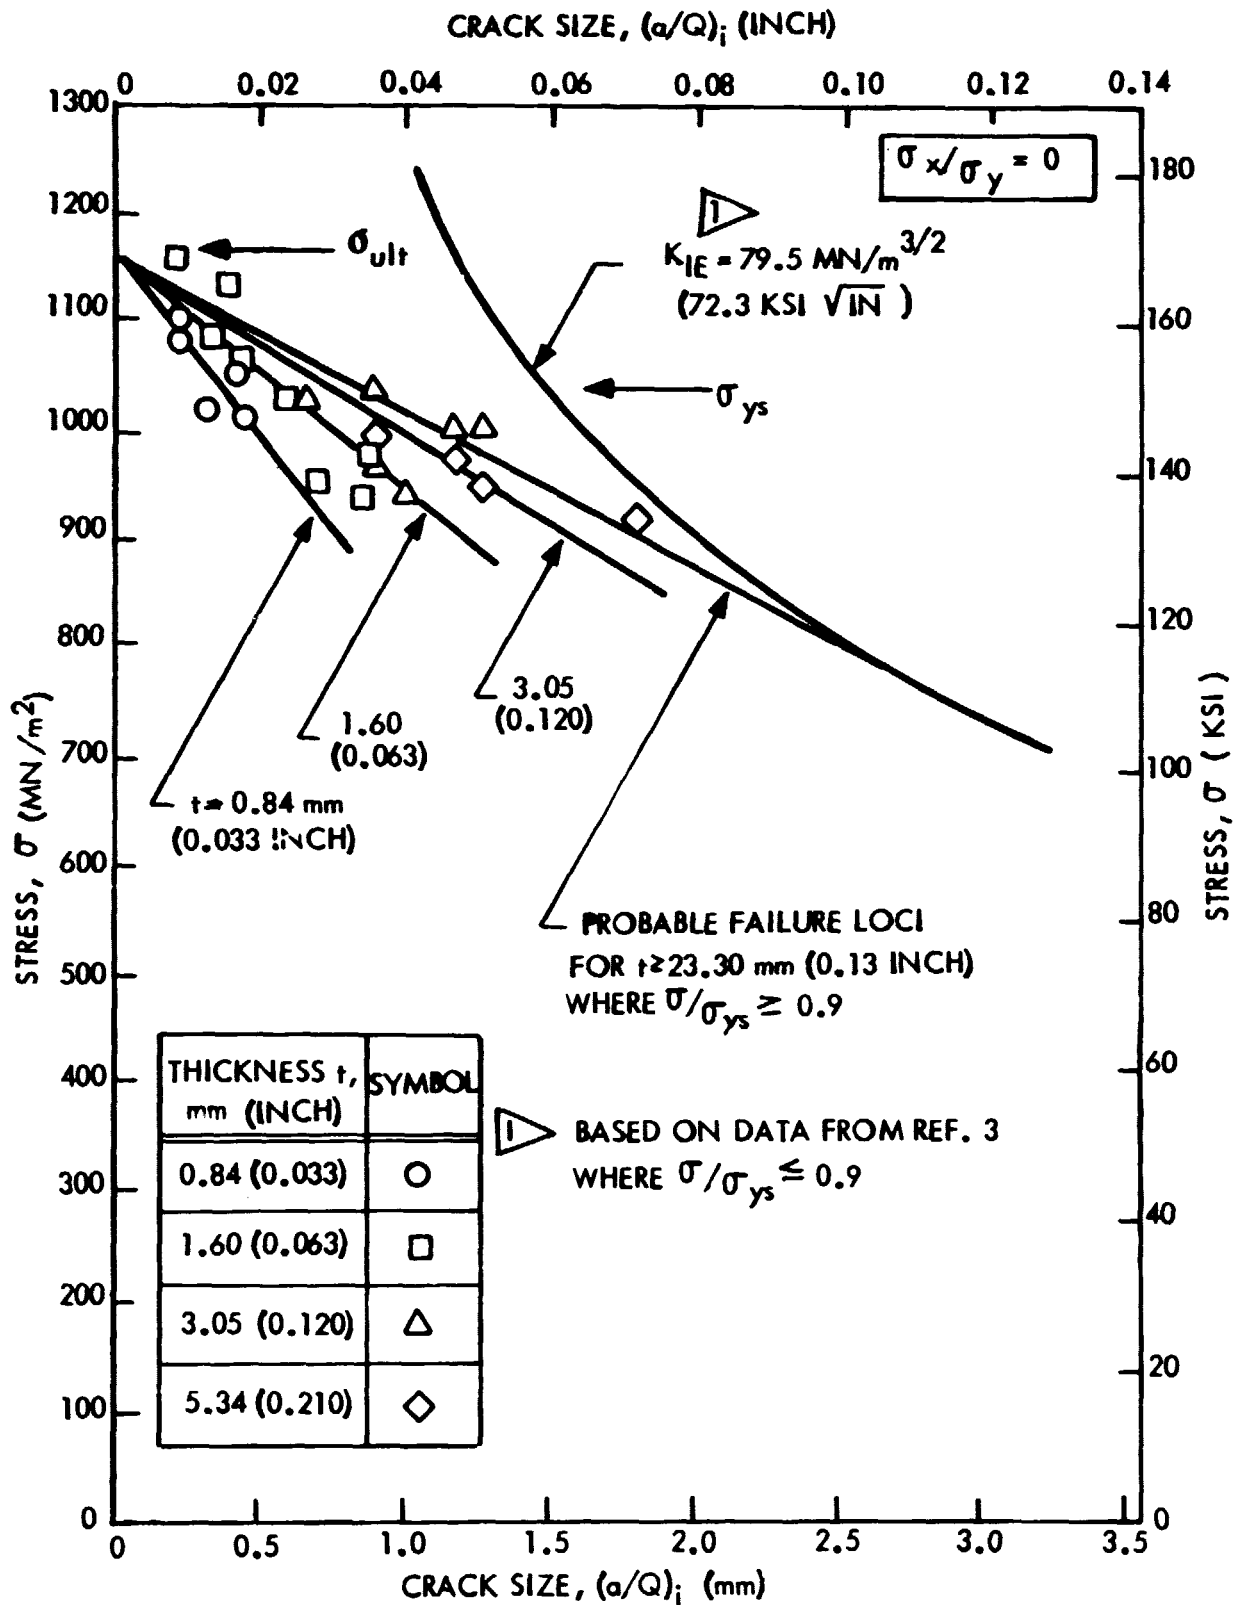 CRACK SIZE, (a/Q)i (INCH)
0 0.02 0.04 0.06 0.08 0.10 0.12 0.14
1300
1200
1100
1000
900
800
700
600
500
400
300
200
100
0
STRESS, σ (MN/m²)
σx/σy = 0
σult
1
KIE = 79.5 MN/m3/2
(72.3 KSI √IN)
σys
180
160
140
120
100
80
60
40
20
0
STRESS, σ (KSI)
3.05
(0.120)
1.60
(0.063)
t = 0.84 mm
(0.033 INCH)
PROBABLE FAILURE LOCI
FOR t≥23.30 mm (0.13 INCH)
WHERE σ/σys ≥ 0.9
THICKNESS t, SYMBOL
mm (INCH)
0.84 (0.033)
1.60 (0.063)
3.05 (0.120)
5.34 (0.210)
1 BASED ON DATA FROM REF. 3
WHERE σ/σys ≤ 0.9
0 0.5 1.0 1.5 2.0 2.5 3.0 3.5
CRACK SIZE, (a/Q)i (mm)